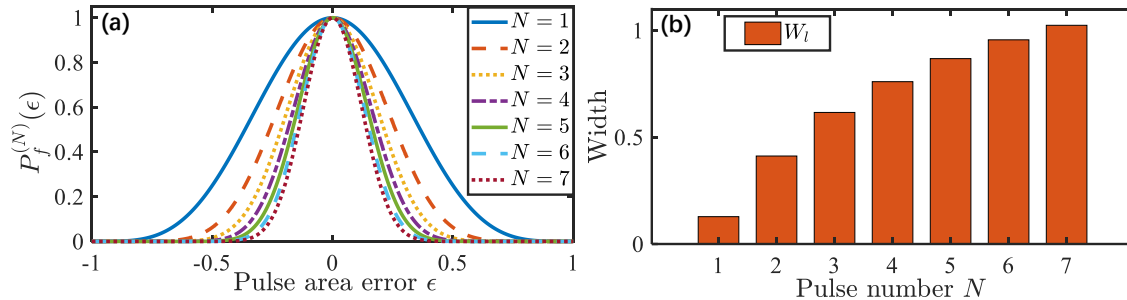 (a)
1
0.8
0.6
0.4
0.2
0
-1
-0.5
0
0.5
1
P_f^{(N)}(ϵ)
Pulse area error ϵ
N = 1
N = 2
N = 3
N = 4
N = 5
N = 6
N = 7
(b)
W_l
1
0.5
0
Width
1 2 3 4 5 6 7
Pulse number N